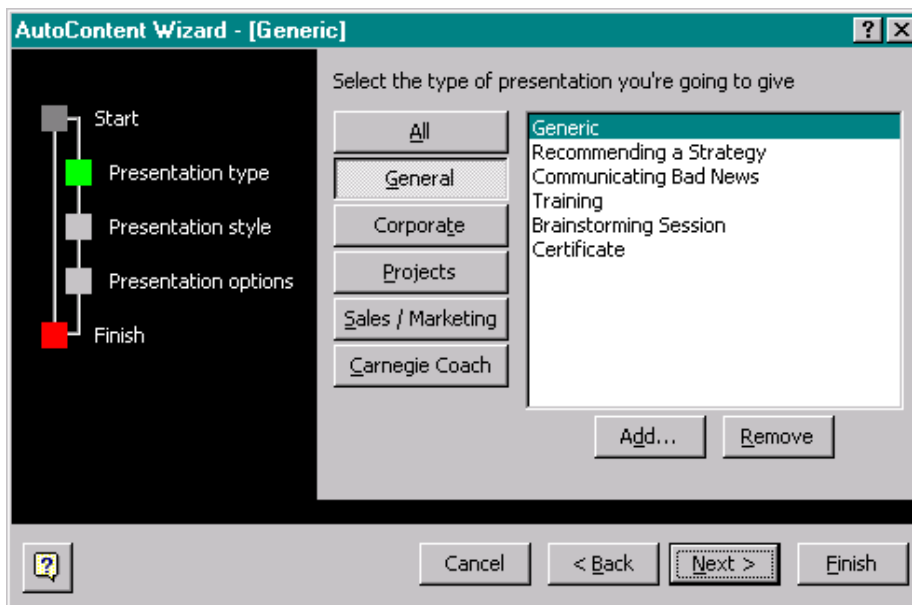 AutoContent Wizard - [Generic]
Start
Presentation type
Presentation style
Presentation options
Finish
Select the type of presentation you're going to give
All
General
Corporate
Projects
Sales / Marketing
Carnegie Coach
Generic
Recommending a Strategy
Communicating Bad News
Training
Brainstorming Session
Certificate
Add...
Remove
Cancel
< Back
Next >
Finish